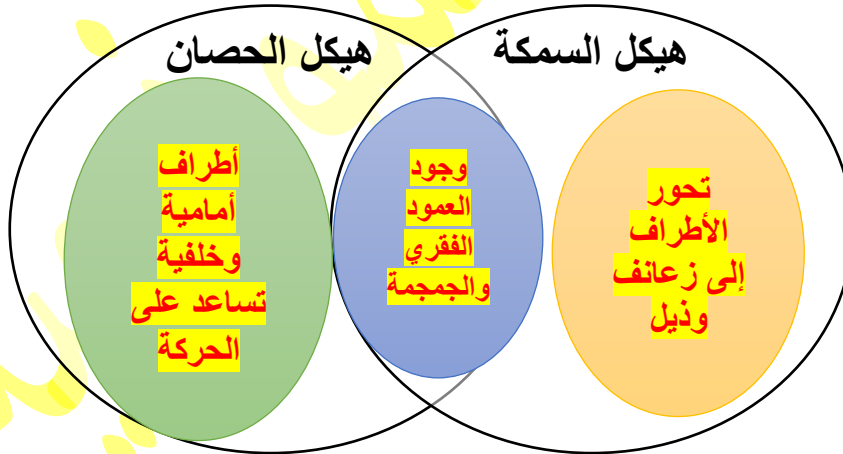 هيكل السمكة
هيكل الحصان
تحور
الأطراف
إلى زعانف
وذيل
وجود
العمود
الفقري
والجمجمة
أطراف
أمامية
وخلفية
تساعد على
الحركة